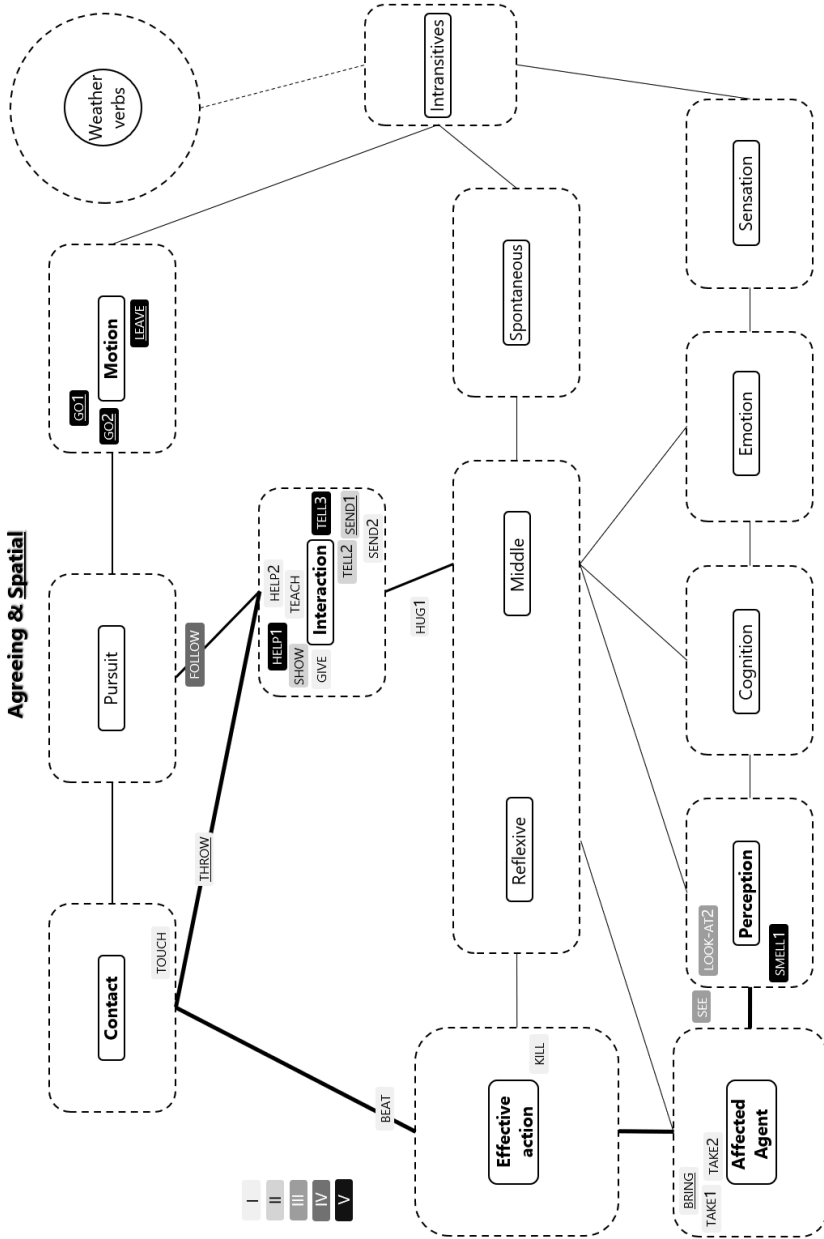 Agreeing & Spatial
Contact
TOUCH
Pursuit
GO1
GO2
Motion
LEAVE
Weather
verbs
THROW
FOLLOW
I
II
III
IV
V
HELP1
HELP2
SHOW
TEACH
GIVE
Interaction
TELL3
TELL2
SEND1
SEND2
BEAT
HUG1
Intransitives
Effective
action
KILL
Reflexive
Middle
Spontaneous
BRING
TAKE1
TAKE2
Affected
Agent
SEE
LOOK-AT2
Perception
SMELL1
Cognition
Emotion
Sensation